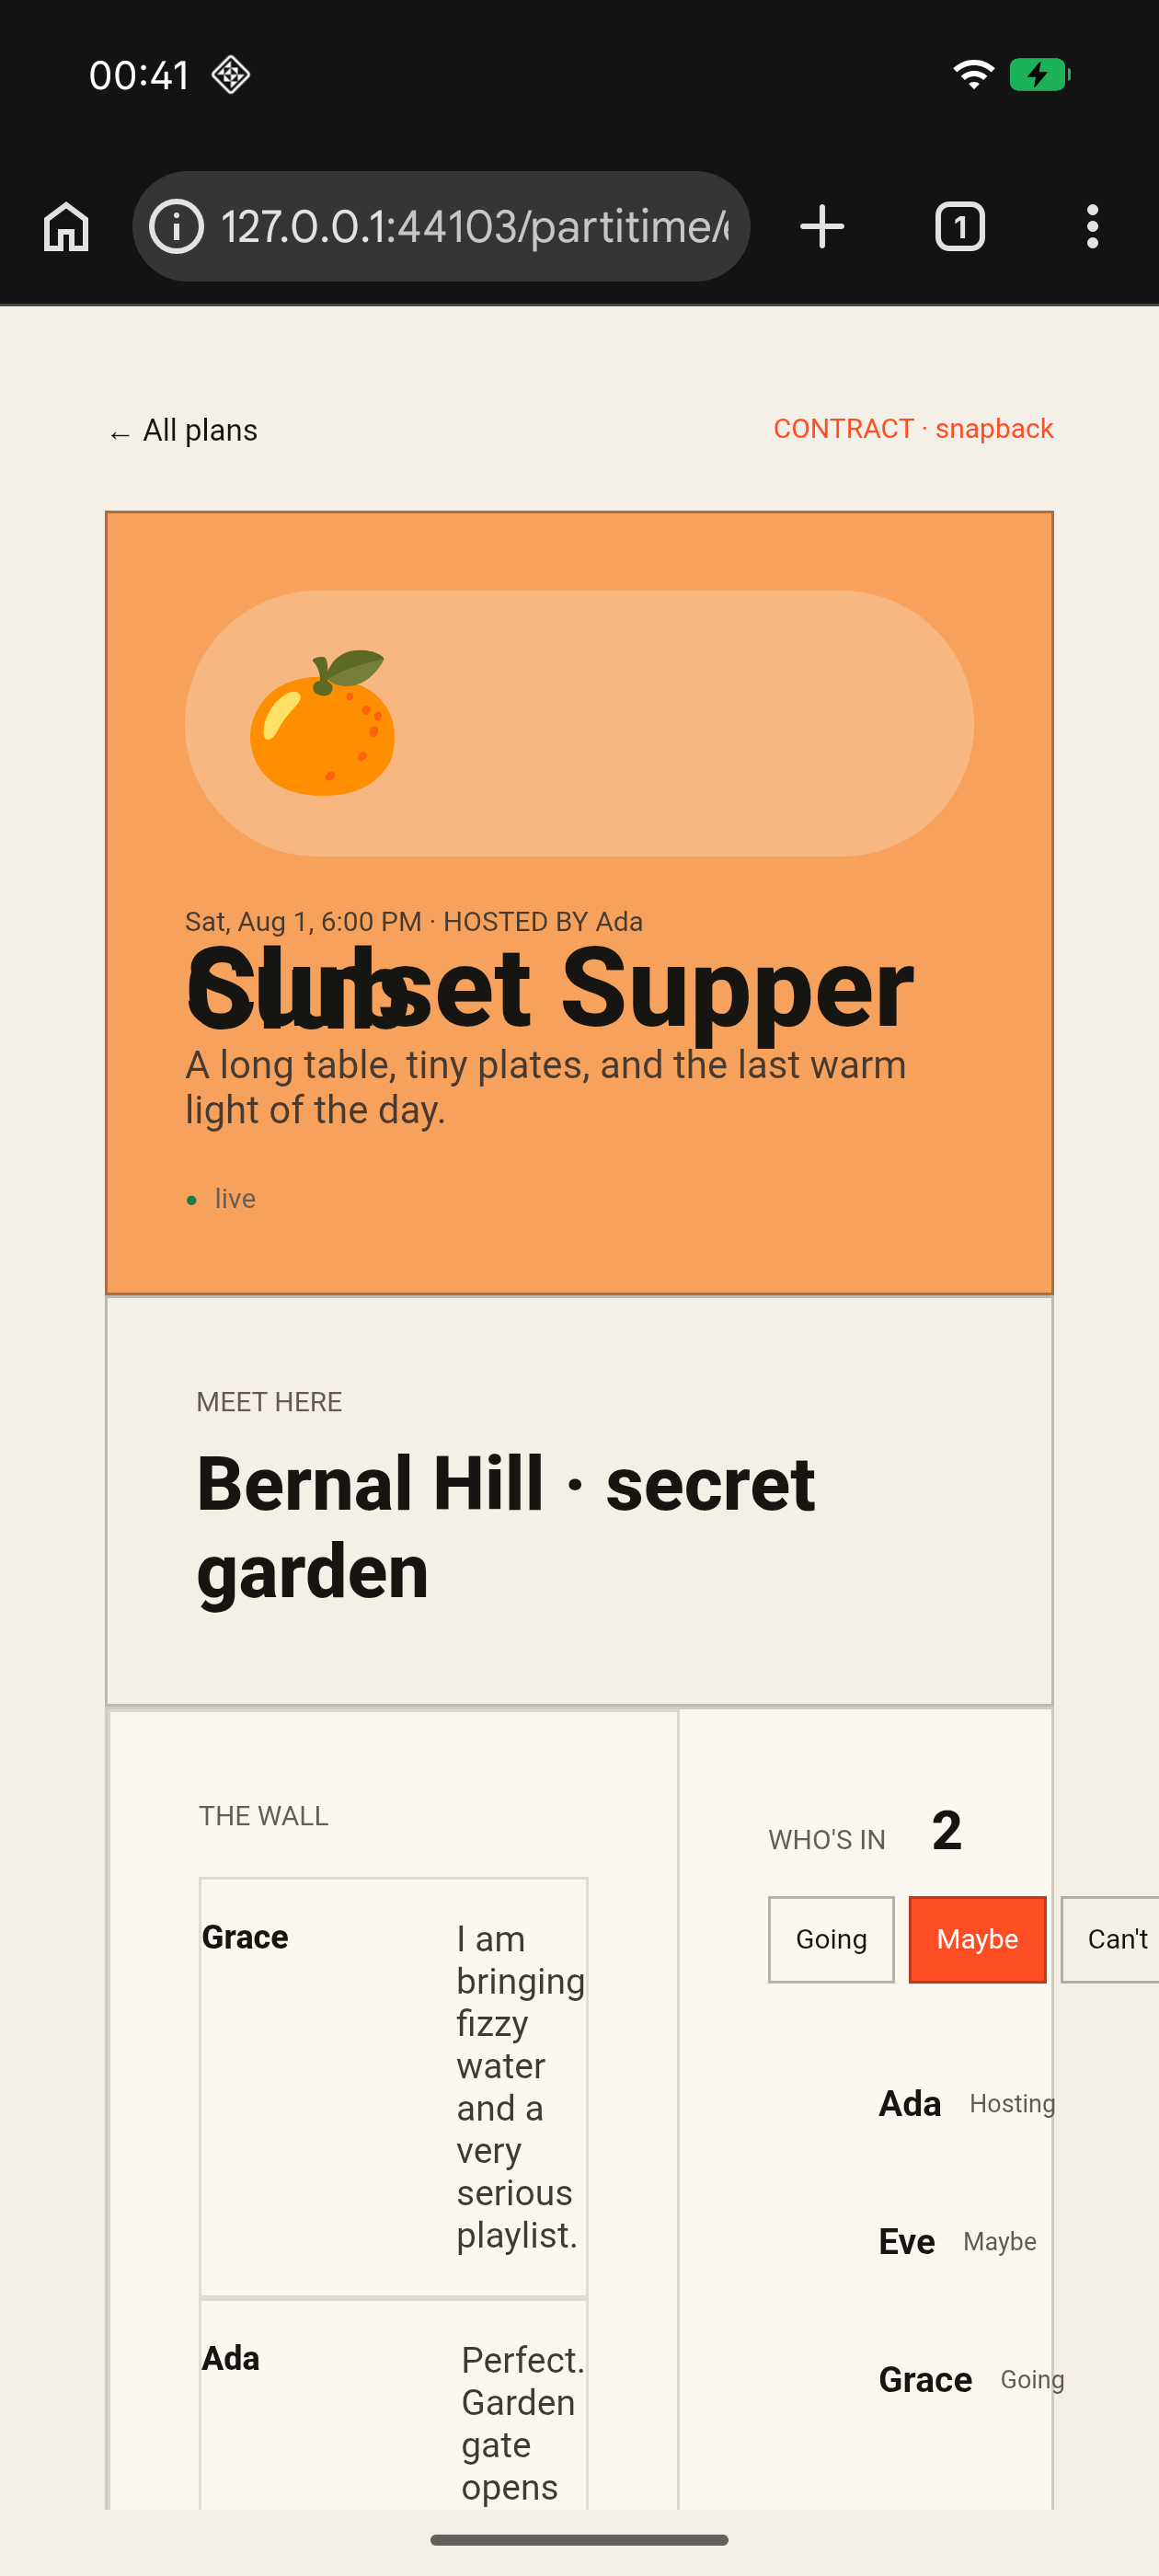 00:41
127.0.0.1:44103/partitime/
1
← All plans
CONTRACT · snapback
Sat, Aug 1, 6:00 PM · HOSTED BY Ada
Sunset Supper
Club
A long table, tiny plates, and the last warm
light of the day.
live
MEET HERE
Bernal Hill · secret
garden
THE WALL
Grace
I am
bringing
fizzy
water
and a
very
serious
playlist.
Ada
Perfect.
Garden
gate
opens
WHO'S IN 2
Going
Maybe
Can't
Ada Hosting
Eve Maybe
Grace Going